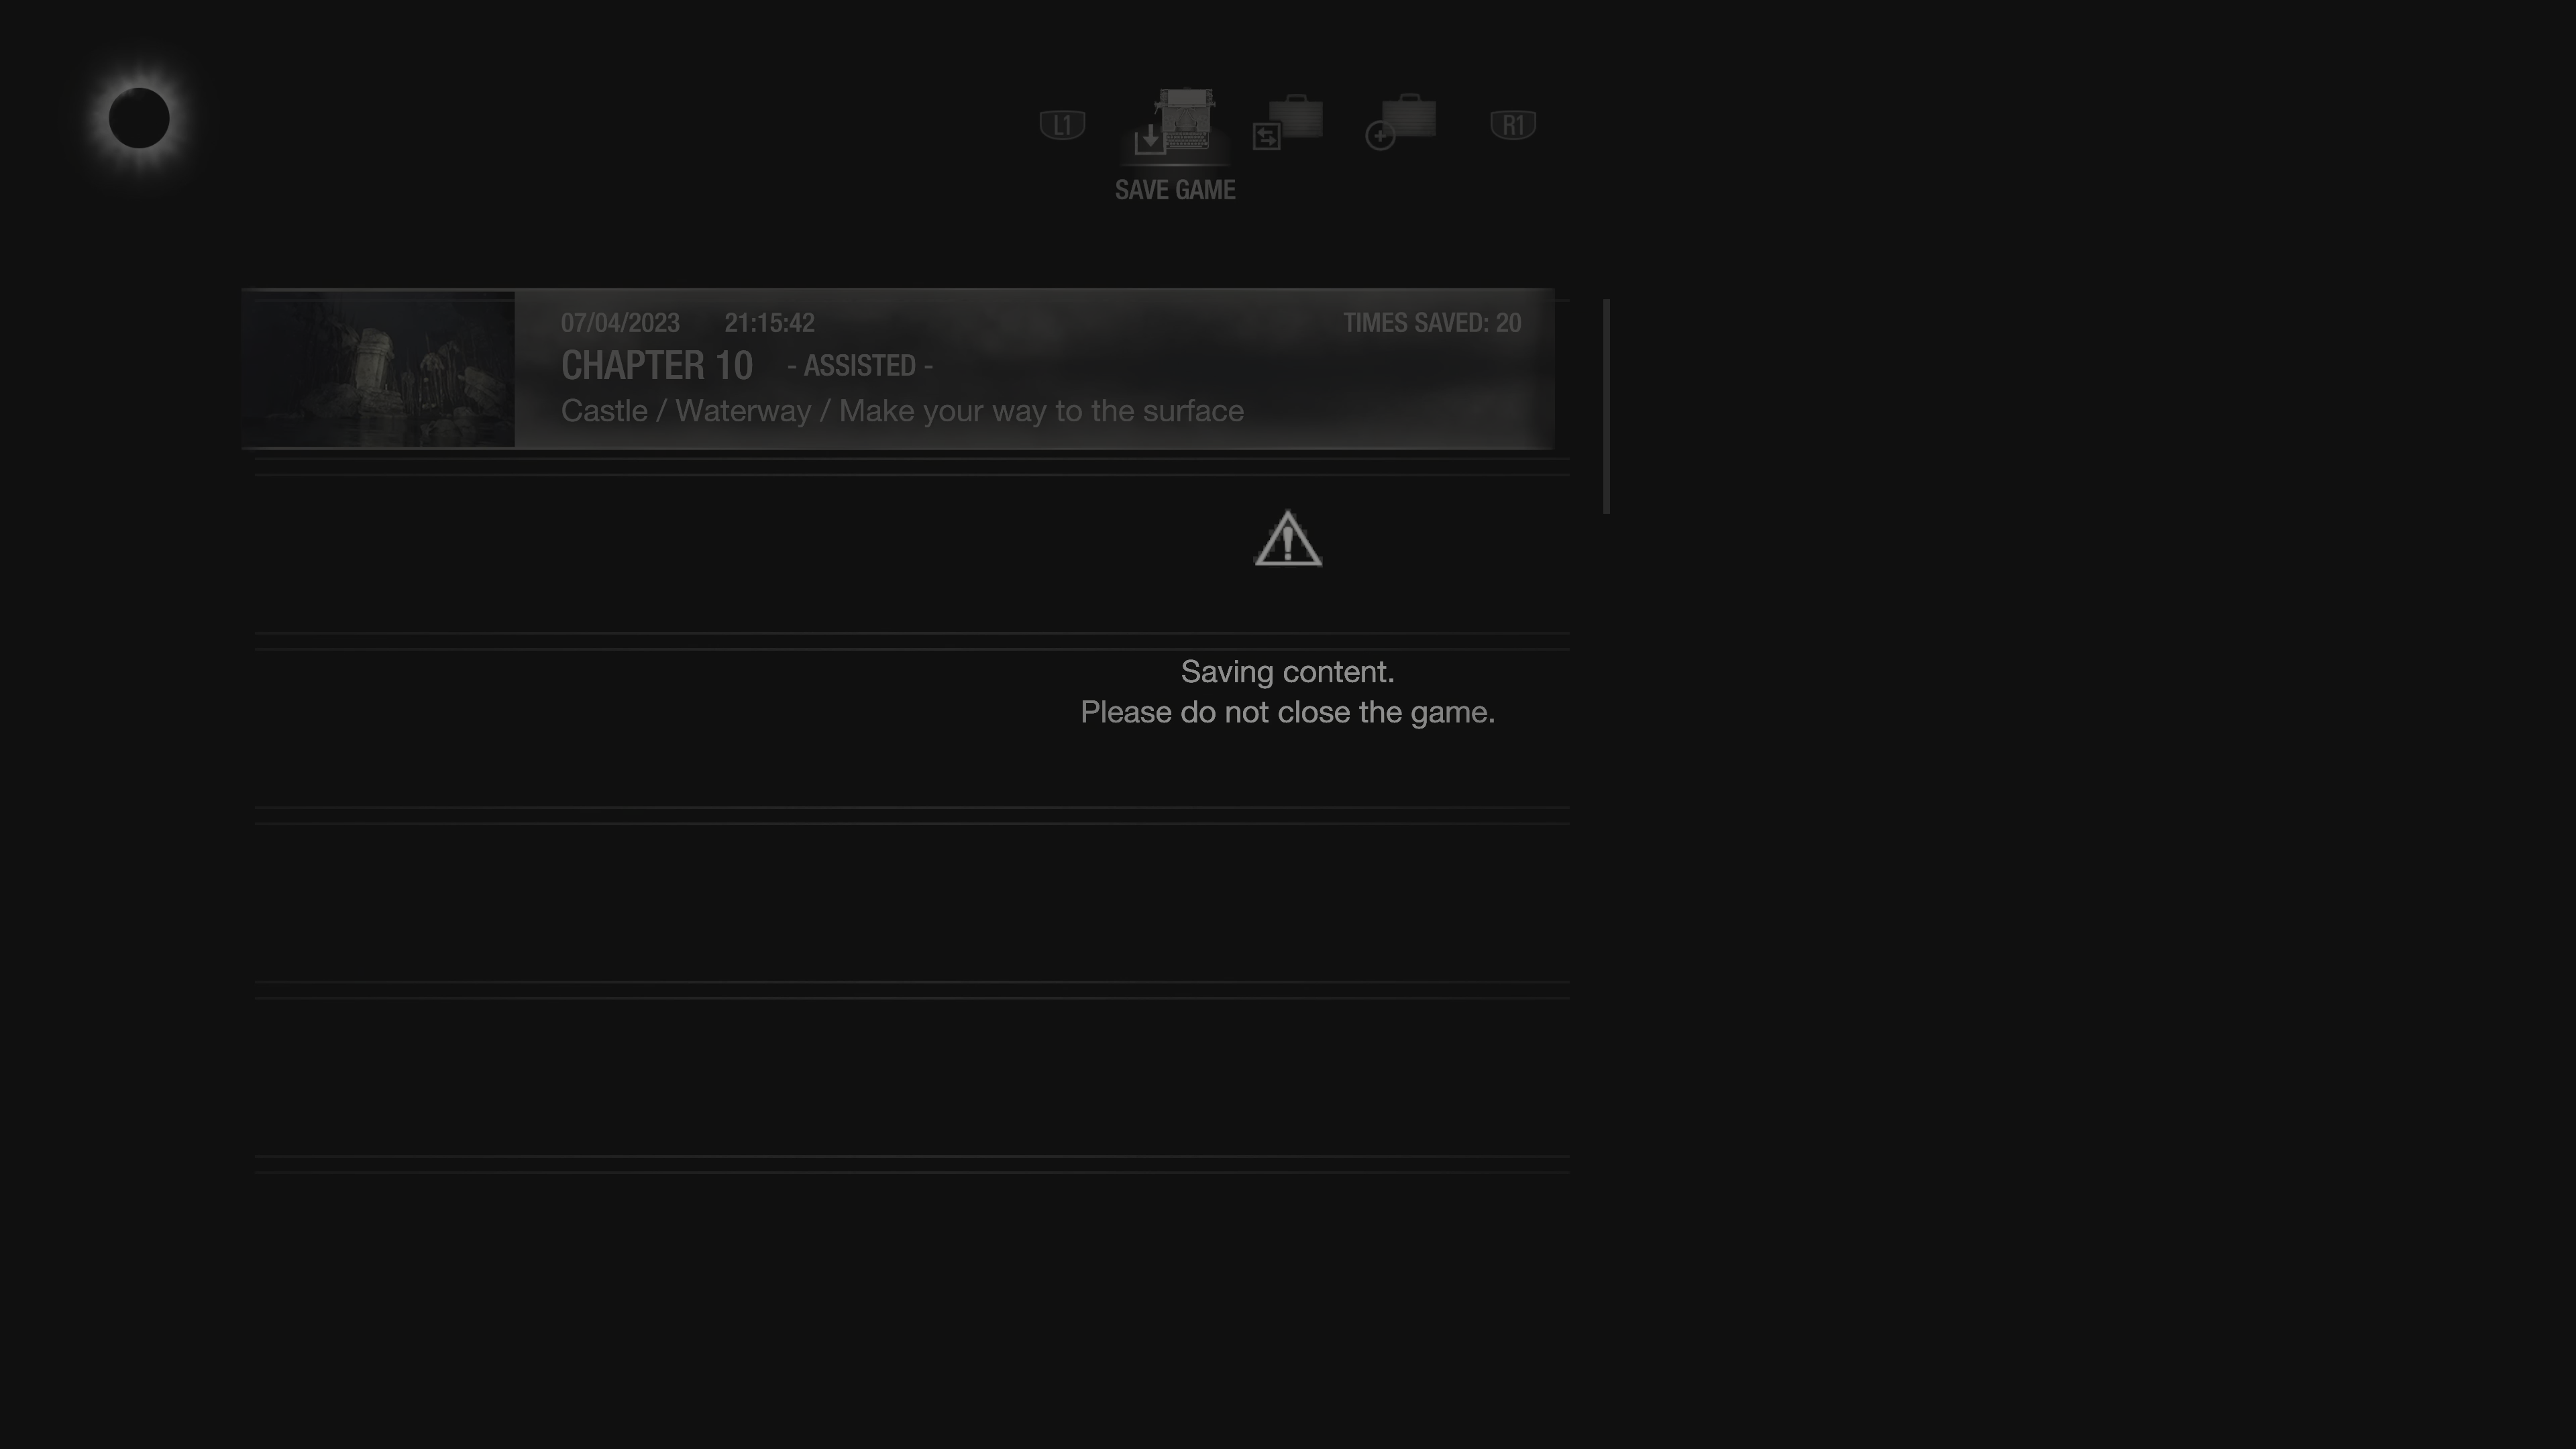 L1
R1
SAVE GAME
07/04/2023 21:15:42 TIMES SAVED: 20
CHAPTER 10 - ASSISTED -
Castle / Waterway / Make your way to the surface
Saving content.
Please do not close the game.